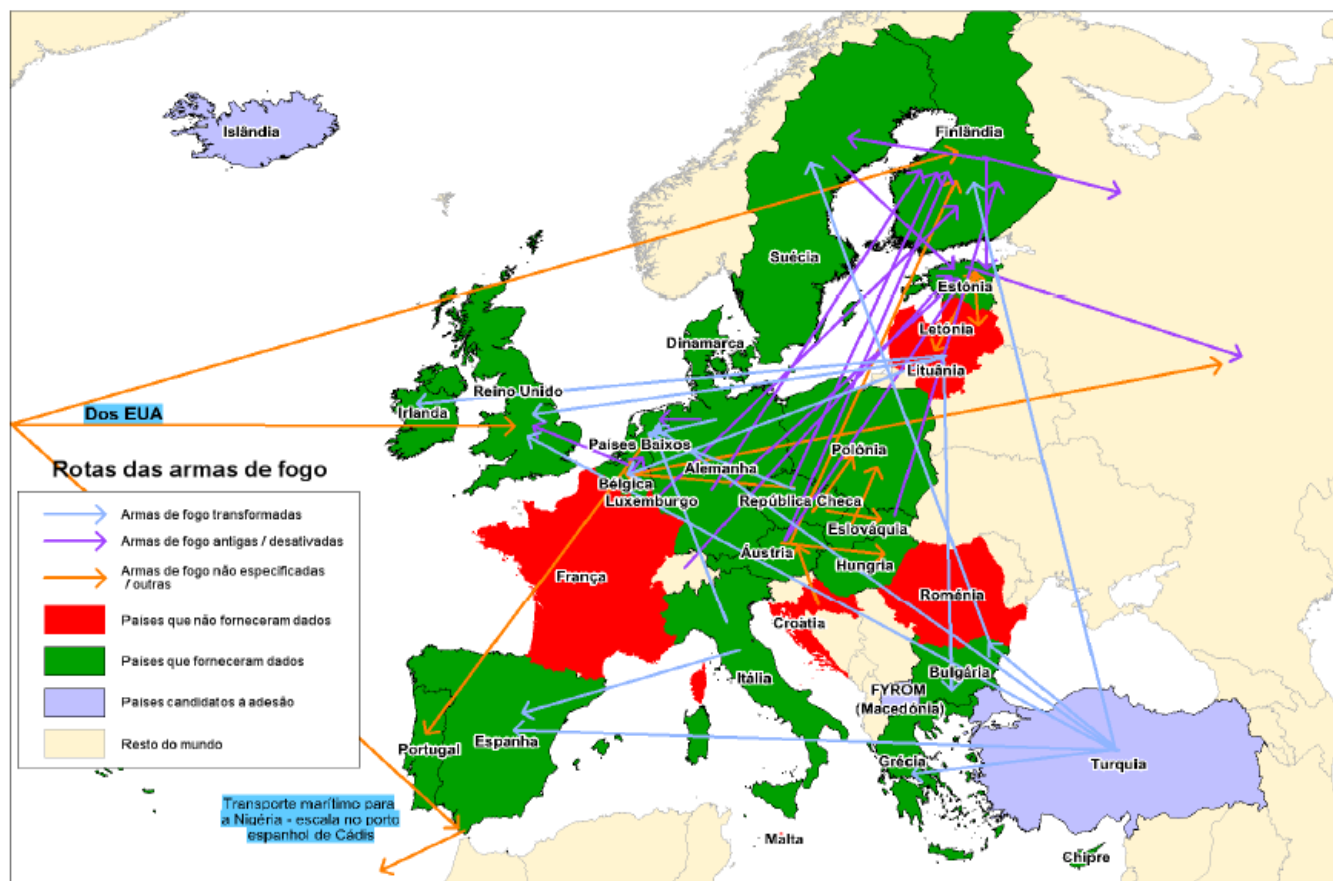 Islândia
Finlândia
Suécia
Estónia
Letónia
Dinamarca
Lituânia
Reino Unido
Irlanda
Dos EUA
Países Baixos
Polónia
Alemanha
Bélgica
Luxemburgo
República Checa
Eslováquia
Áustria
Hungria
França
Roménia
Croátia
Bulgária
Itália
FYROM
(Macedónia)
Portugal
Espanha
Grécia
Turquia
Malta
Chipre
Rotas das armas de fogo
Armas de fogo transformadas
Armas de fogo antigas / desativadas
Armas de fogo não especificadas
/ outras
Países que não forneceram dados
Países que forneceram dados
Países candidatos à adesão
Resto do mundo
Transporte marítimo para
a Nigéria - escala no porto
espanhol de Cádis